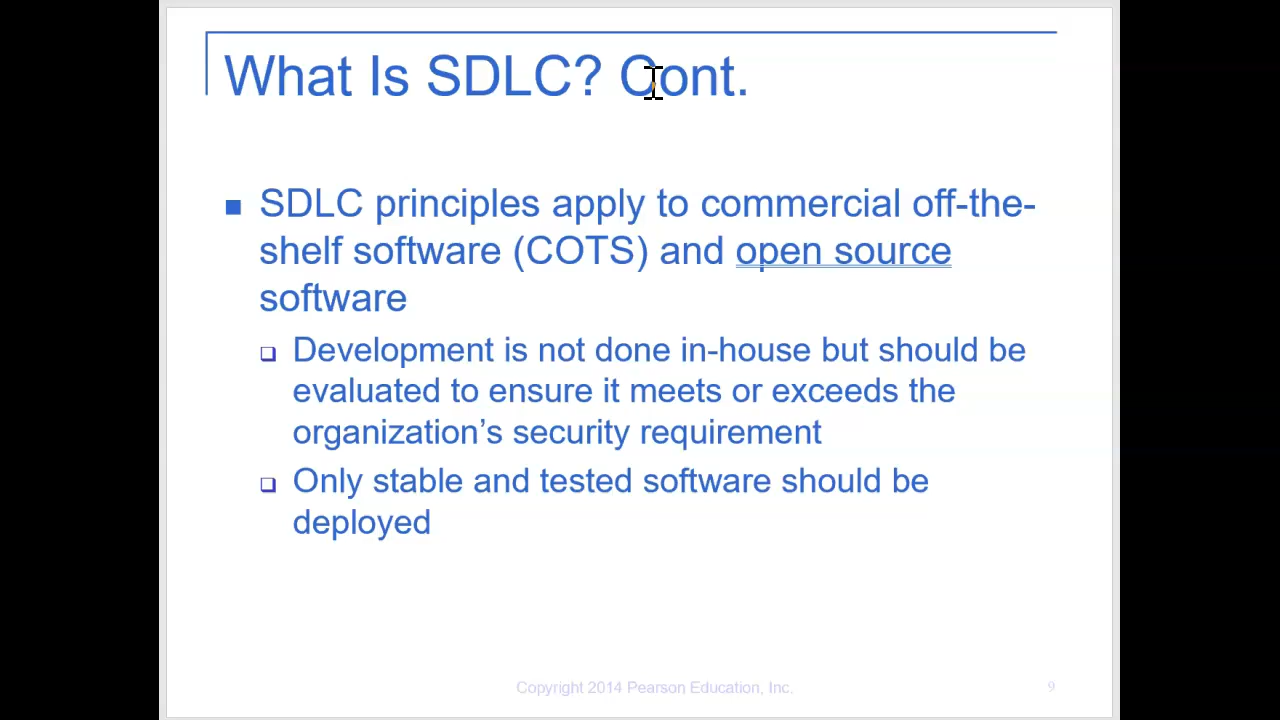 What Is SDLC? Cont.
SDLC principles apply to commercial off-the-
shelf software (COTS) and open source
software
Development is not done in-house but should be
evaluated to ensure it meets or exceeds the
organization’s security requirement
Only stable and tested software should be
deployed
Copyright 2014 Pearson Education, Inc.
9